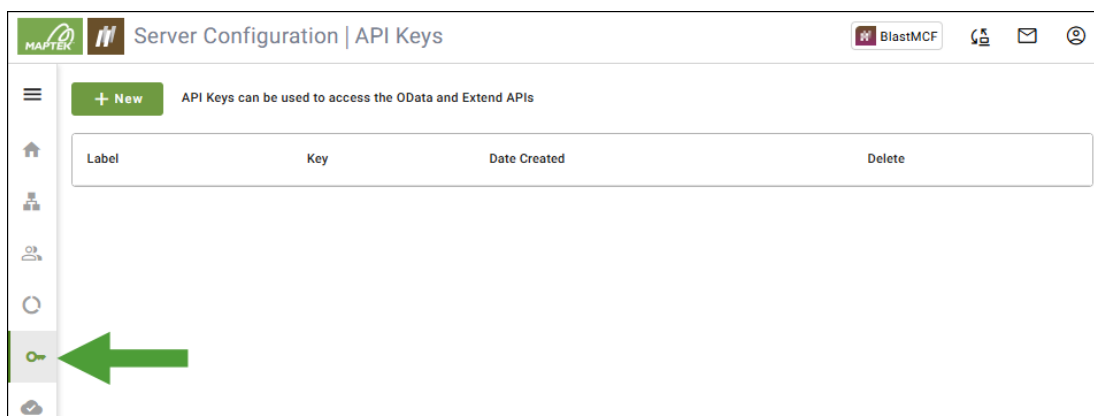 MAPTEK
Server Configuration | API Keys
BlastMCF
+ New
API Keys can be used to access the OData and Extend APIs
Label Key Date Created Delete